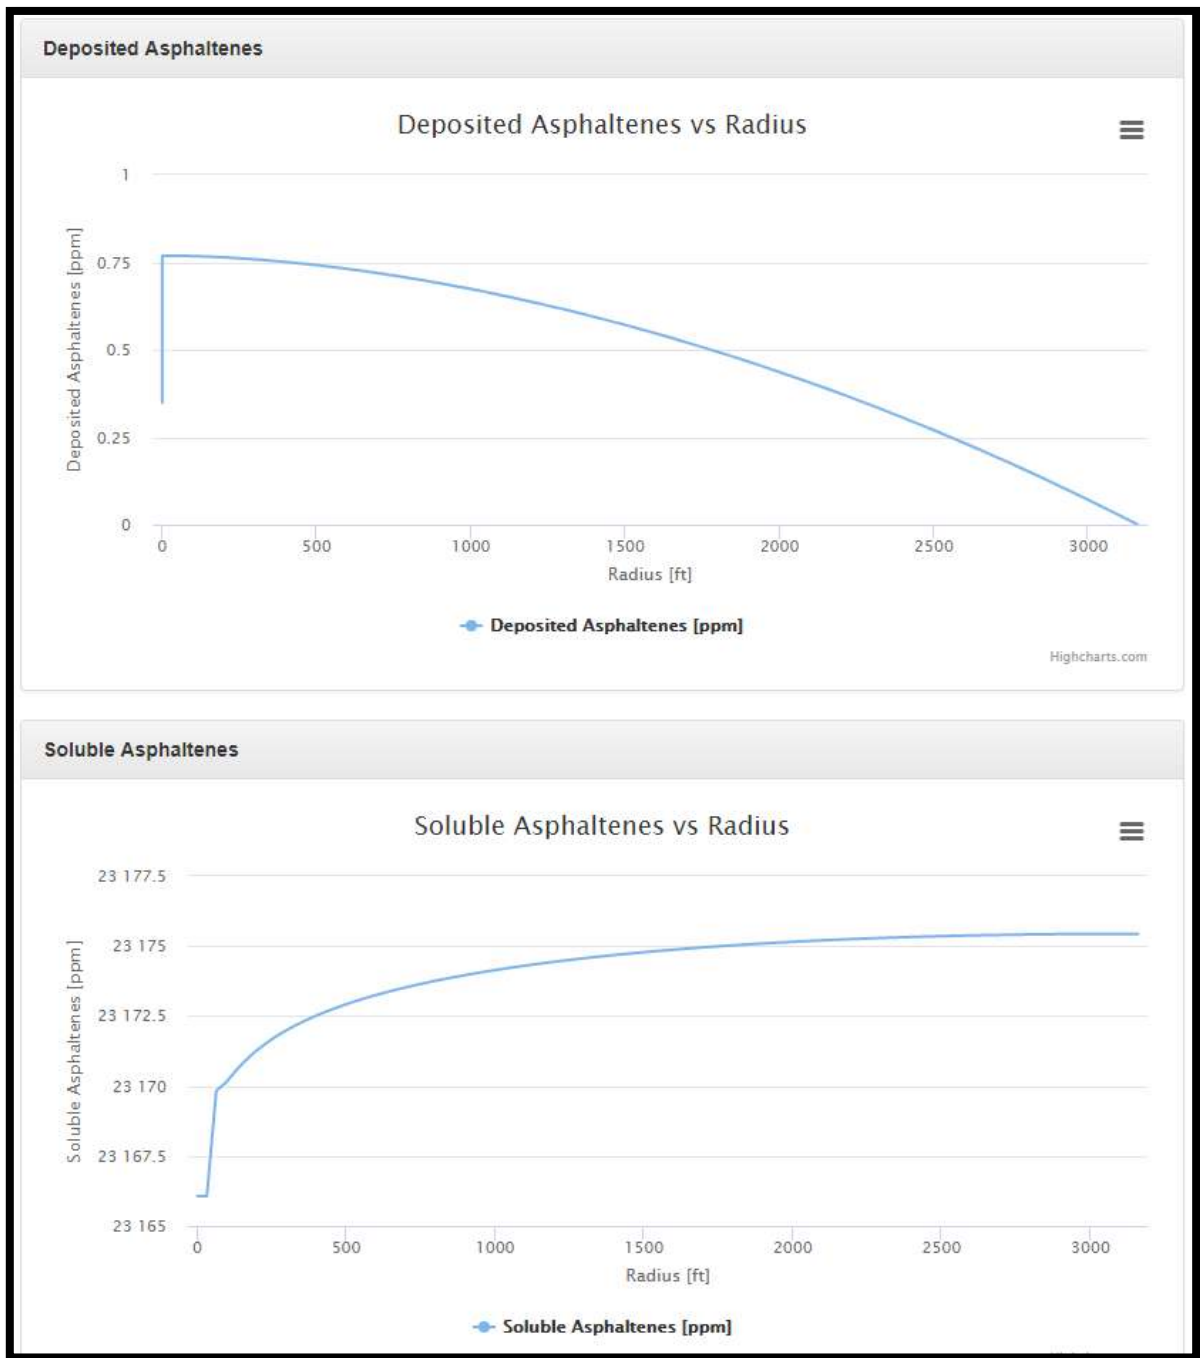 Deposited Asphaltenes
Deposited Asphaltenes vs Radius
Deposited Asphaltenes [ppm]
1
0.75
0.5
0.25
0
0 500 1000 1500 2000 2500 3000
Radius [ft]
Deposited Asphaltenes [ppm]
Highcharts.com
Soluble Asphaltenes
Soluble Asphaltenes vs Radius
Soluble Asphaltenes [ppm]
23 177.5
23 175
23 172.5
23 170
23 167.5
23 165
0 500 1000 1500 2000 2500 3000
Radius [ft]
Soluble Asphaltenes [ppm]